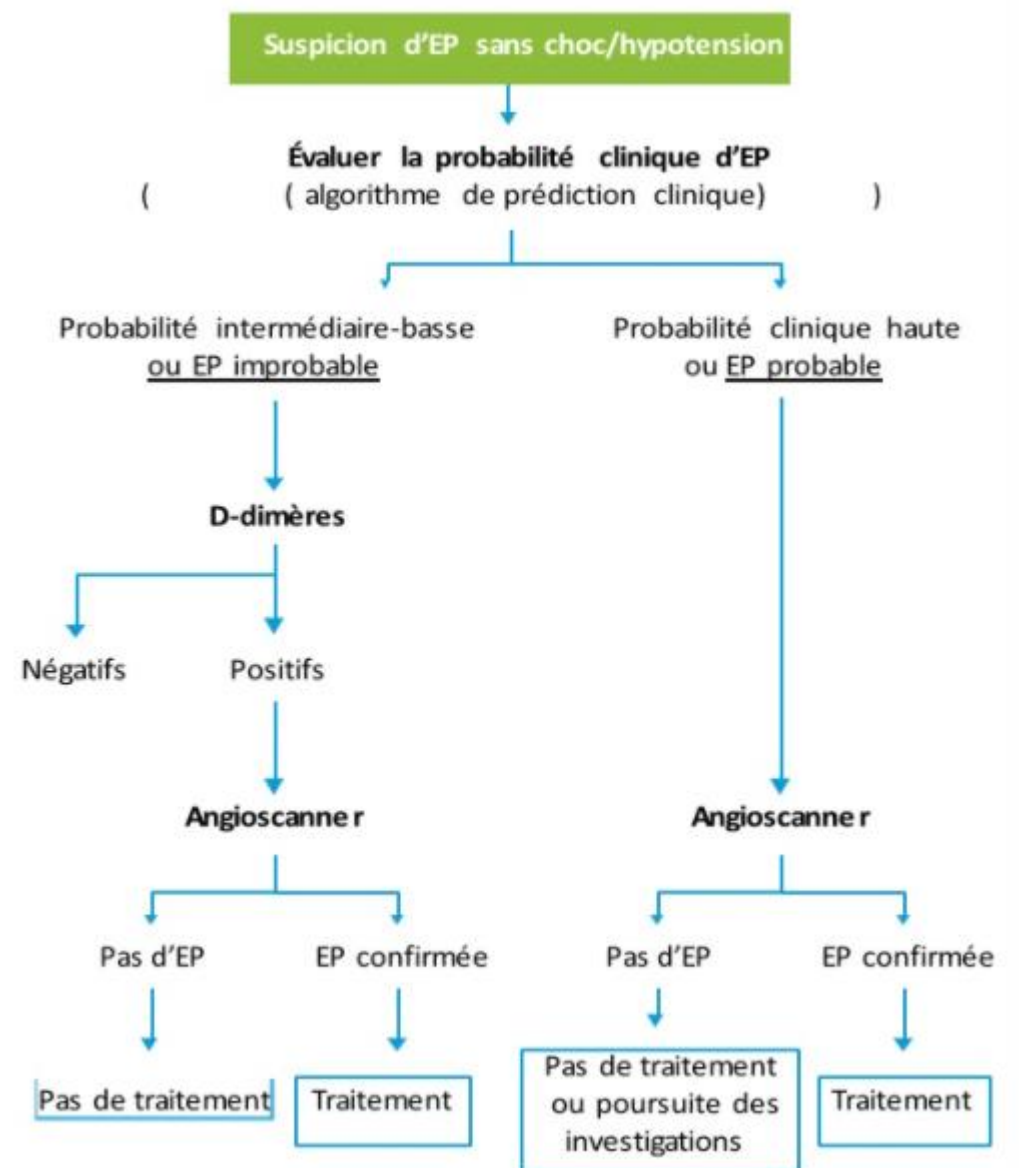 Suspicion d'EP sans choc/hypotension
Évaluer la probabilité clinique d'EP
( ( algorithme de prédiction clinique) )
Probabilité intermédiaire-basse
ou EP improbable
Probabilité clinique haute
ou EP probable
D-dimères
Négatifs
Positifs
Angioscanner
Angioscanner
Pas d'EP
EP confirmée
Pas d'EP
EP confirmée
Pas de traitement
Traitement
Pas de traitement
ou poursuite des
investigations
Traitement